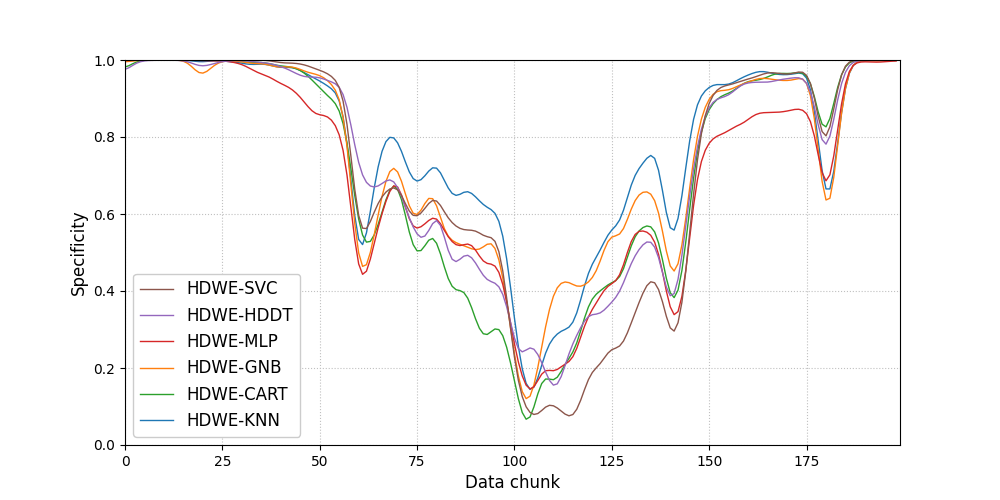 1.0
0.8
0.6
0.4
0.2
0.0
Specificity
HDWE-SVC
HDWE-HDDT
HDWE-MLP
HDWE-GNB
HDWE-CART
HDWE-KNN
0 25 50 75 100 125 150 175
Data chunk